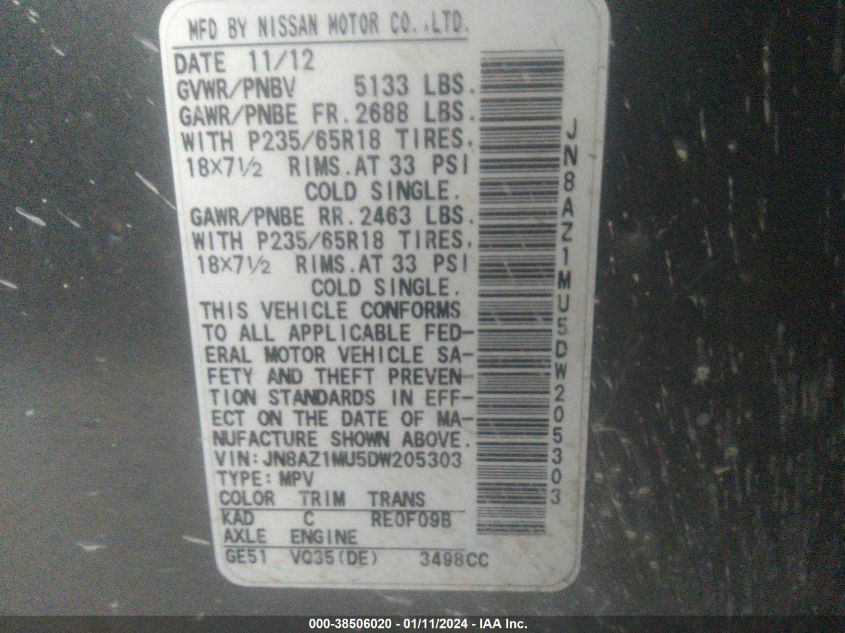 MFD BY NISSAN MOTOR CO.,LTD.
DATE 11/12
GVWR/PNBV 5133 LBS.
GAWR/PNBE FR.2688 LBS.
WITH P235/65R18 TIRES,
18×7½ RIMS.AT 33 PSI
COLD SINGLE.
GAWR/PNBE RR.2463 LBS.
WITH P235/65R18 TIRES,
18×7½ RIMS.AT 33 PSI
COLD SINGLE.
THIS VEHICLE CONFORMS
TO ALL APPLICABLE FED-
ERAL MOTOR VEHICLE SA-
FETY AND THEFT PREVEN-
TION STANDARDS IN EFF-
ECT ON THE DATE OF MA-
NUFACTURE SHOWN ABOVE.
VIN:JN8AZ1MU5DW205303
TYPE:MPV
COLOR TRIM TRANS
KAD C RE0F09B
AXLE ENGINE
GE51 VQ35(DE) 3498CC
JN8AZ1MU5DW205303
000-38506020 - 01/11/2024 - IAA Inc.